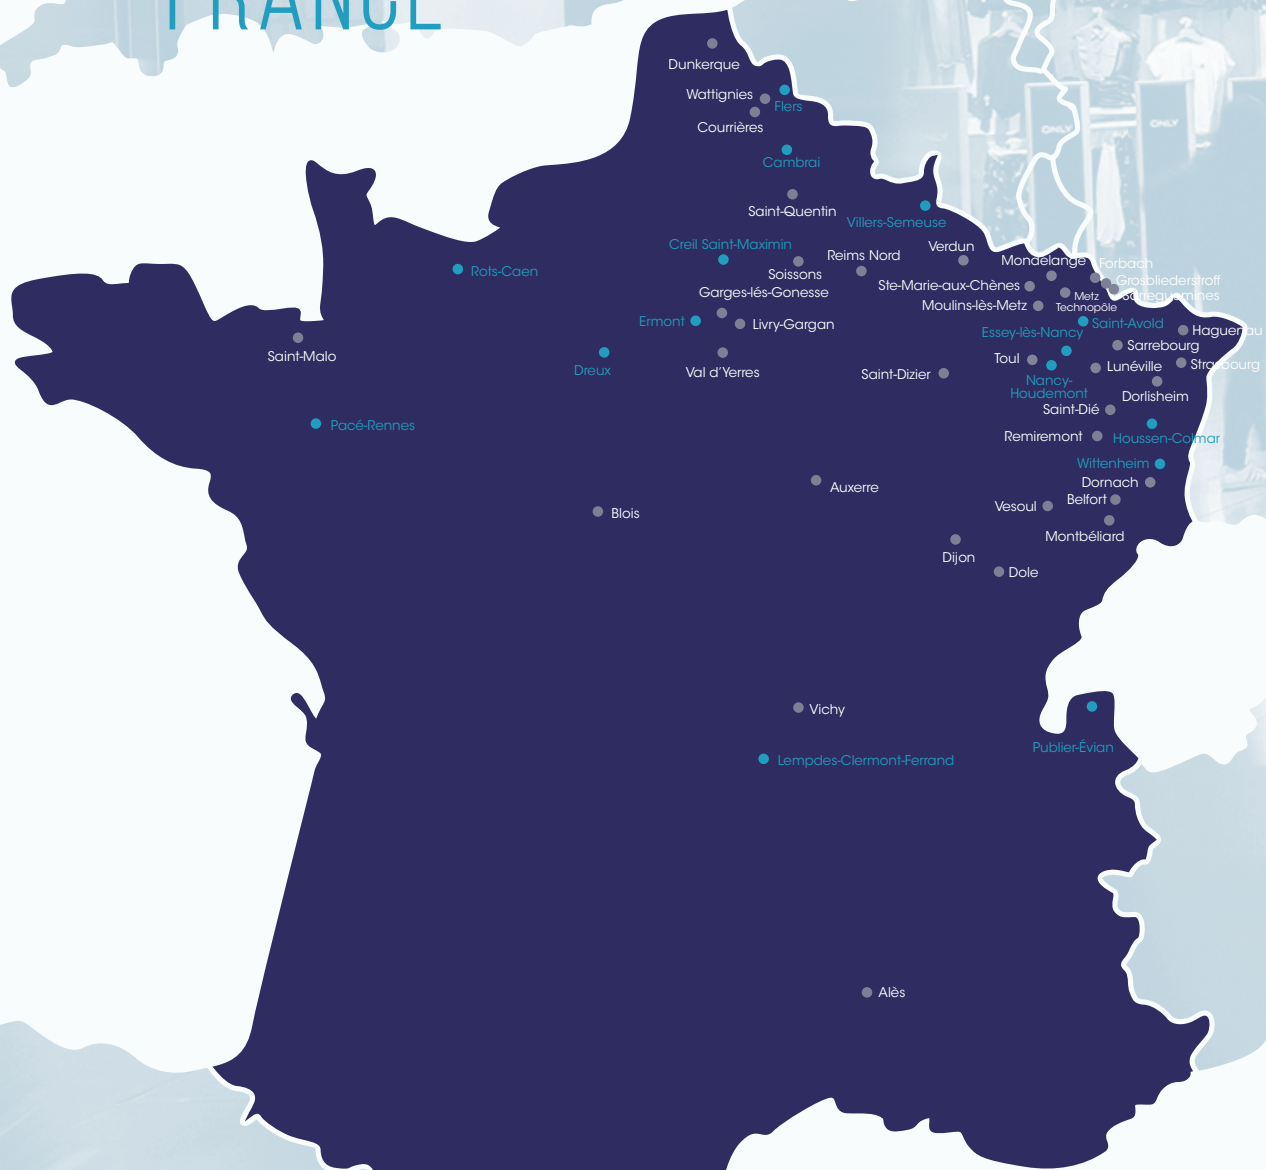 FRANCE
ONLY
ONLY
Dunkerque
Wattignies
Flers
Courrières
Cambrai
Saint-Quentin
Villers-Semeuse
Creil Saint-Maximin
Verdun
Reims Nord
Mondelange
Forbach
Rots-Caen
Soissons
Grosbliederstroff
Ste-Marie-aux-Chênes
Garges-lés-Gonesse
Sarreguemines
Metz
Technopôle
Moulins-lès-Metz
Ermont
Livry-Gargan
Saint-Avold
Essey-lès-Nancy
Haguenau
Sarrebourg
Saint-Malo
Toul
Lunéville
Strasbourg
Dreux
Val d'Yerres
Saint-Dizier
Nancy-
Houdemont
Dorlisheim
Saint-Dié
Pacé-Rennes
Remiremont
Houssen-Colmar
Wittenheim
Dornach
Auxerre
Belfort
Vesoul
Blois
Montbéliard
Dijon
Dole
Vichy
Publier-Évian
Lempdes-Clermont-Ferrand
Alès